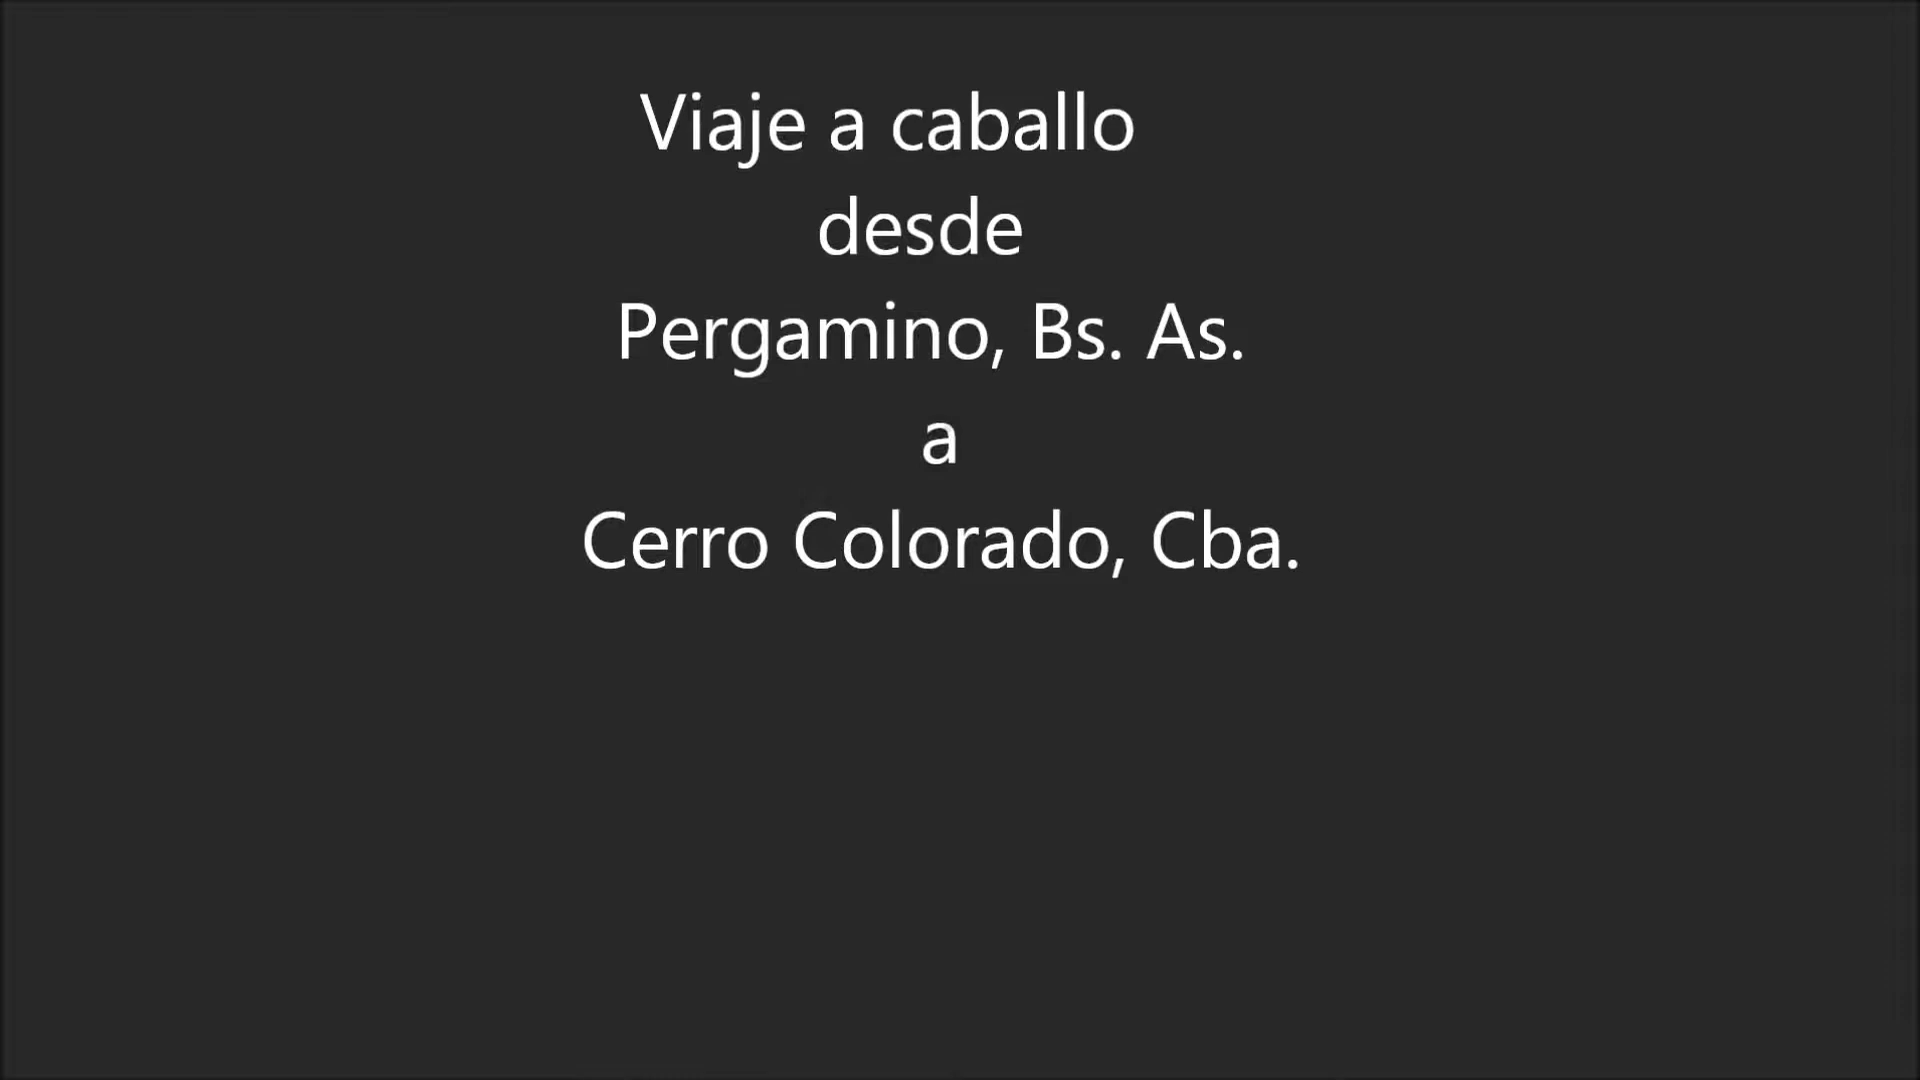 Viaje a caballo
desde
Pergamino, Bs. As.
a
Cerro Colorado, Cba.